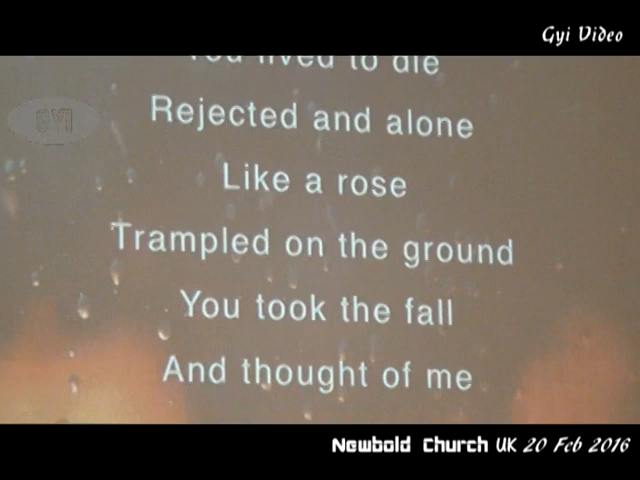 Gyi Video
You lived to die
GYI
Rejected and alone
Like a rose
Trampled on the ground
You took the fall
And thought of me
Newbold Church UK 20 Feb 2016